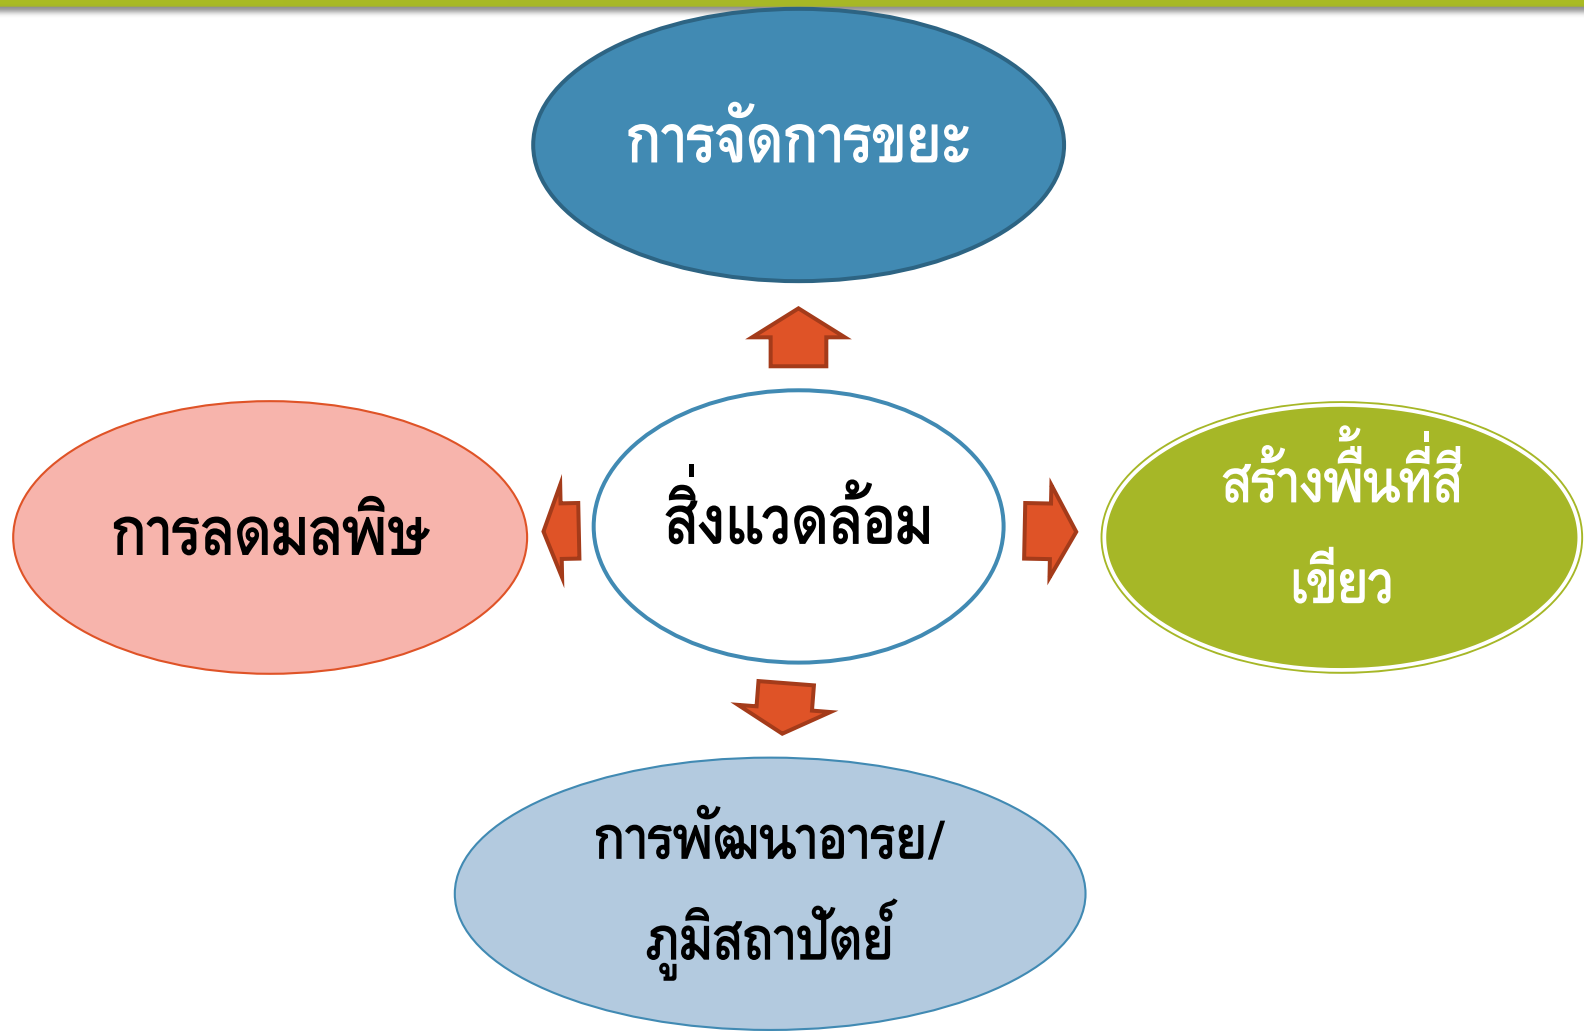 การจัดการขยะ
การลดมลพิษ
สิ่งแวดล้อม
สร้างพื้นที่สี
เขียว
การพัฒนาอารย/
ภูมิสถาปัตย์